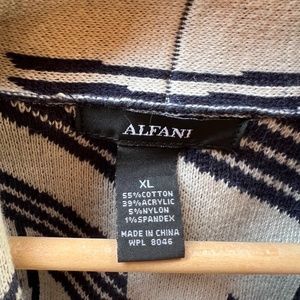 ALFANI
XL
55%COTTON
39%ACRYLIC
5%NYLON
1%SPANDEX
MADE IN CHINA
WPL 8046